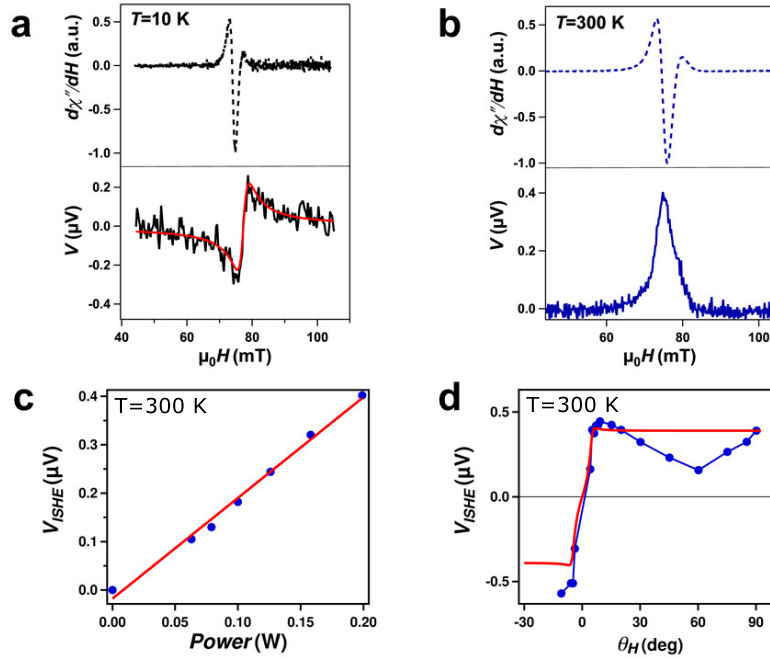 a
T=10 K
dχ''/dH (a.u.)
0.5
0.0
-0.5
-1.0
V (µV)
0.2
0.0
-0.2
-0.4
40
60
80
100
µ₀H (mT)
b
T=300 K
dχ''/dH (a.u.)
0.5
0.0
-0.5
-1.0
V (µV)
0.4
0.2
0.0
60
80
100
µ₀H (mT)
c
T=300 K
V_ISHE (µV)
0.4
0.3
0.2
0.1
0.0
0.00
0.05
0.10
0.15
0.20
Power (W)
d
T=300 K
V_ISHE (µV)
0.5
0.0
-0.5
-30
0
30
60
90
θ_H (deg)